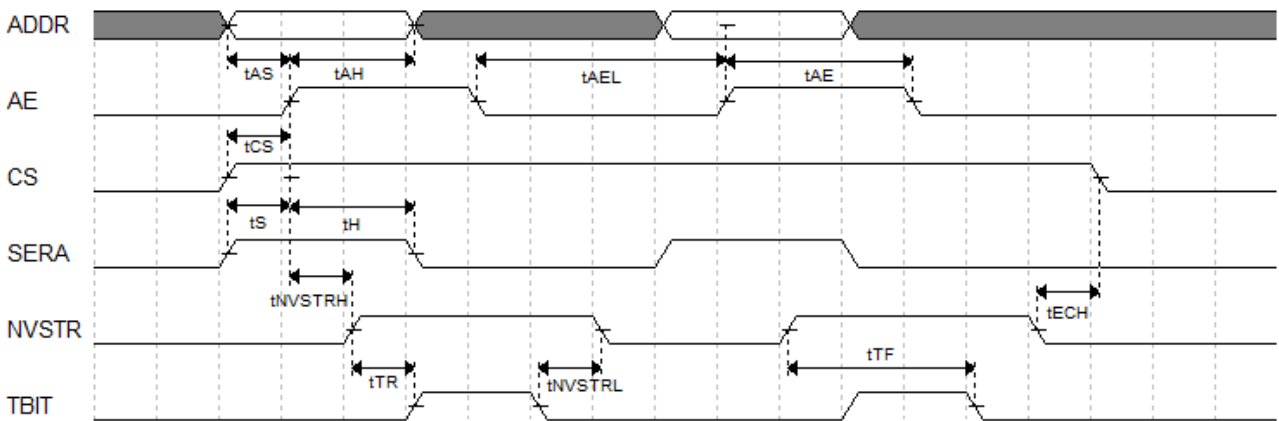 ADDR
tAS tAH tAEL tAE
AE
tCS
CS
tS tH
SERA
tNVSTRH
tECH
NVSTR
tTR tNVSTRL tTF
TBIT